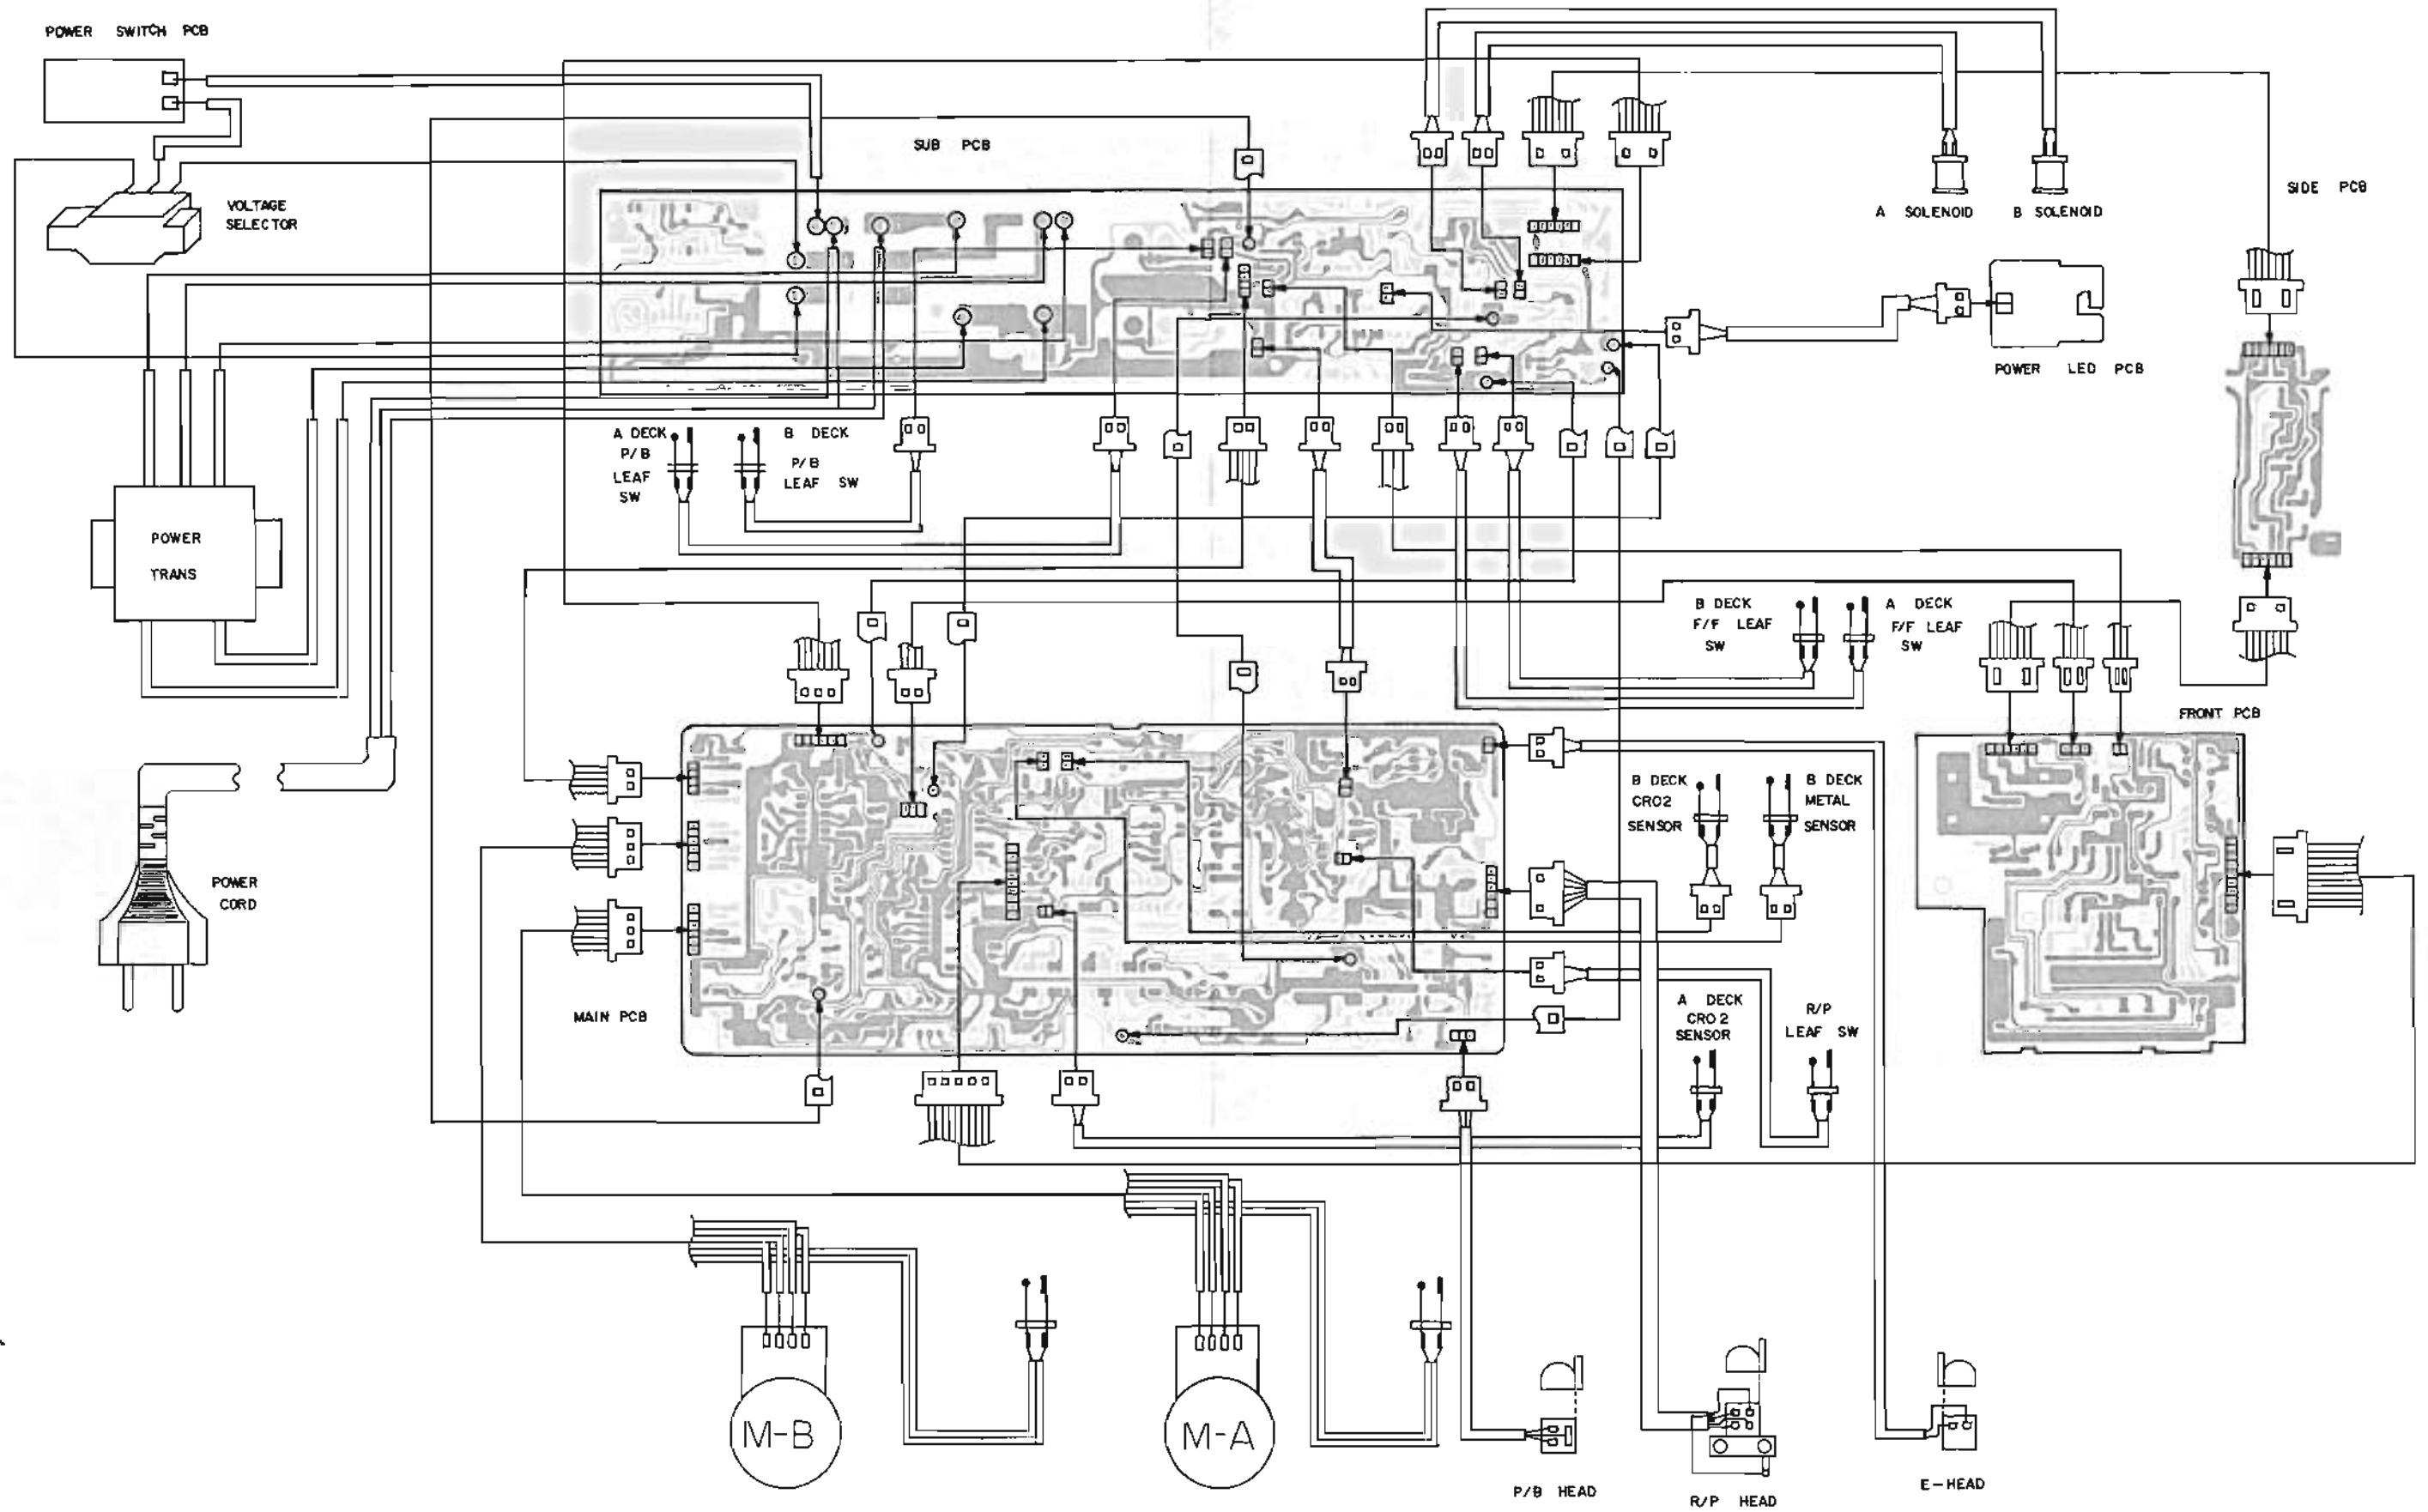 POWER SWITCH PCB
VOLTAGE
SELECTOR
SUB PCB
A SOLENOID
B SOLENOID
SIDE PCB
POWER LED PCB
A DECK
P/B
LEAF
SW
B DECK
P/B
LEAF SW
POWER
TRANS
B DECK
F/F LEAF
SW
A DECK
F/F LEAF
SW
FRONT PCB
B DECK
CRO2
SENSOR
B DECK
METAL
SENSOR
POWER
CORD
MAIN PCB
A DECK
CRO2
SENSOR
R/P
LEAF SW
M-B
M-A
P/B HEAD
R/P HEAD
E-HEAD